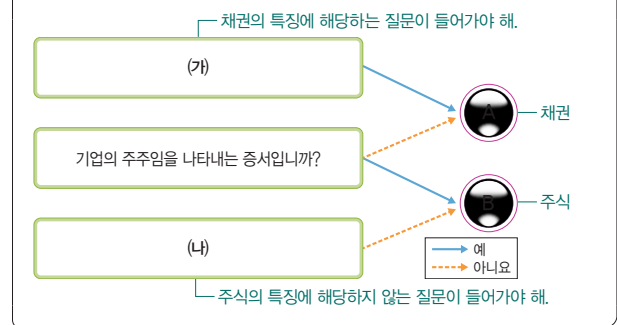 채권의 특징에 해당하는 질문이 들어가야 해.
(가)
A
채권
기업의 주주임을 나타내는 증서입니까?
B
주식
(나)
예
아니요
주식의 특징에 해당하지 않는 질문이 들어가야 해.